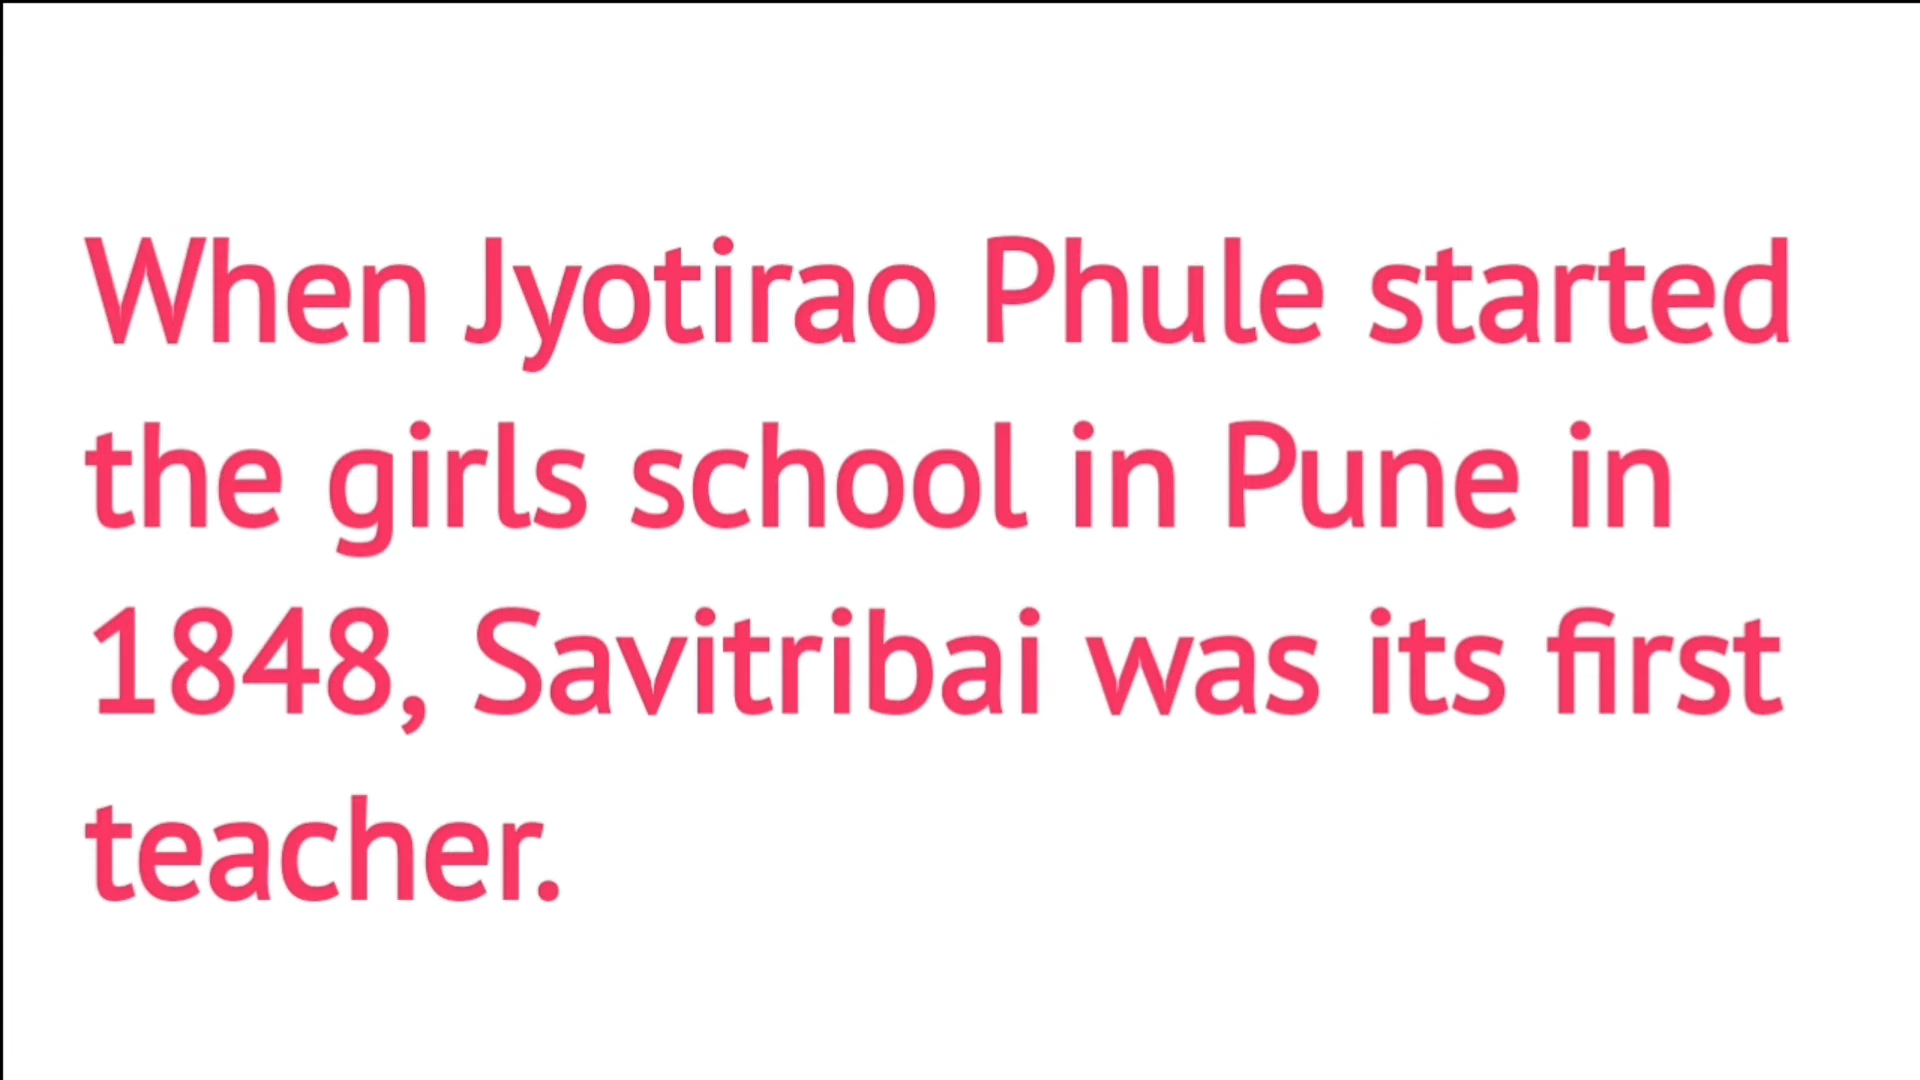 When Jyotirao Phule started
the girls school in Pune in
1848, Savitribai was its first
teacher.